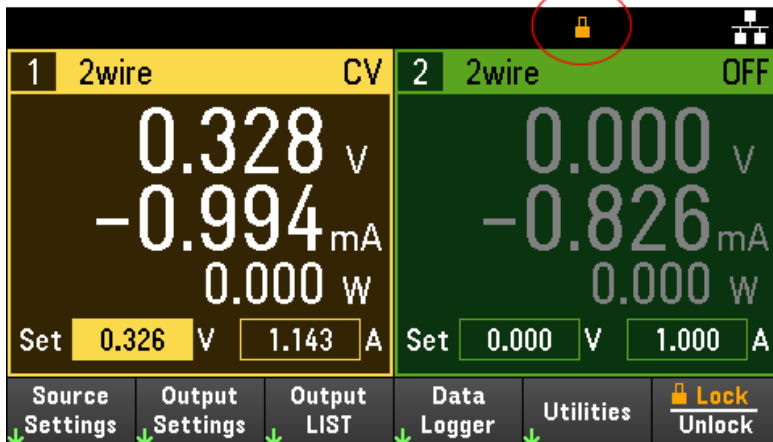 1 2wire CV
0.328 V
-0.994 mA
0.000 W
Set 0.326 V 1.143 A
2 2wire OFF
0.000 V
-0.826 mA
0.000 W
Set 0.000 V 1.000 A
Source
Settings
Output
Settings
Output
LIST
Data
Logger
Utilities
Lock
Unlock